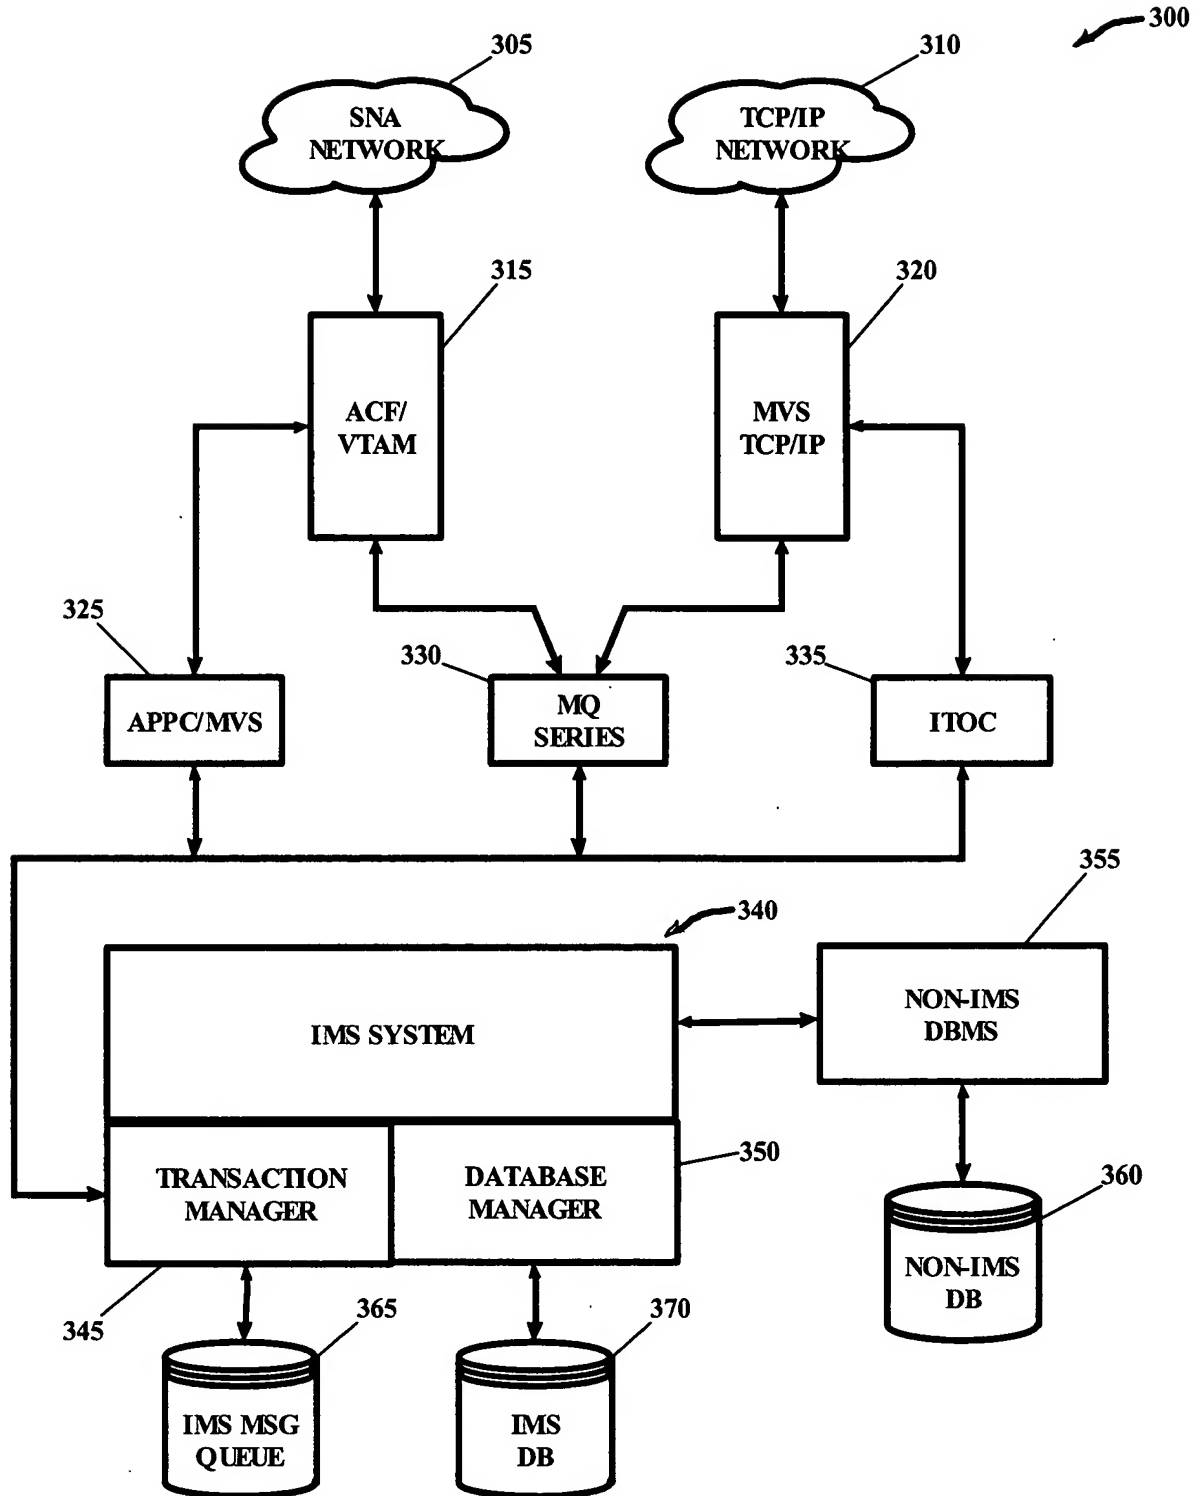 300
305
310
SNA
NETWORK
TCP/IP
NETWORK
315
320
ACF/
VTAM
MVS
TCP/IP
325
330
335
APPC/MVS
MQ
SERIES
ITOC
355
340
IMS SYSTEM
NON-IMS
DBMS
TRANSACTION
MANAGER
DATABASE
MANAGER
350
360
NON-IMS
DB
345
365
370
IMS MSG
QUEUE
IMS
DB